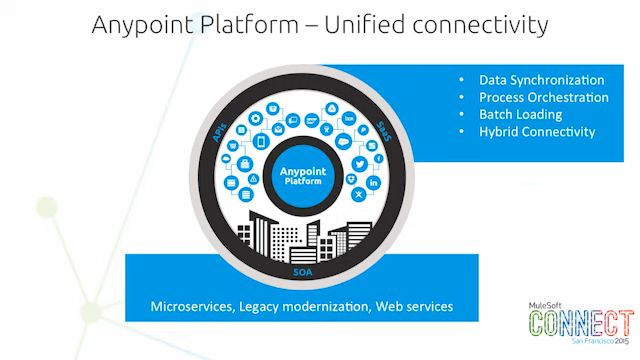 Anypoint Platform – Unified connectivity
• Data Synchronization
• Process Orchestration
• Batch Loading
• Hybrid Connectivity
APIs
SaaS
Anypoint
Platform
SOA
Microservices, Legacy modernization, Web services
MuleSoft
CONNECT
San Francisco 2015